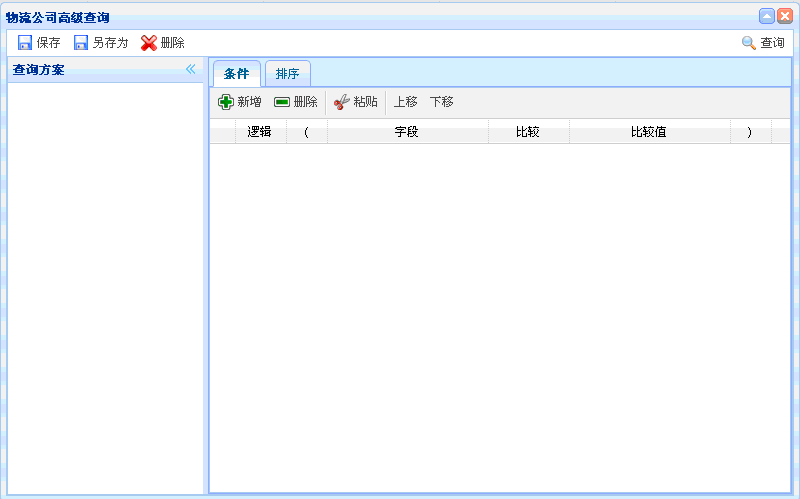 物流公司高级查询
保存 另存为 删除 查询
查询方案
条件 排序
新增 删除 粘贴 上移 下移
逻辑 ( 字段 比较 比较值 )